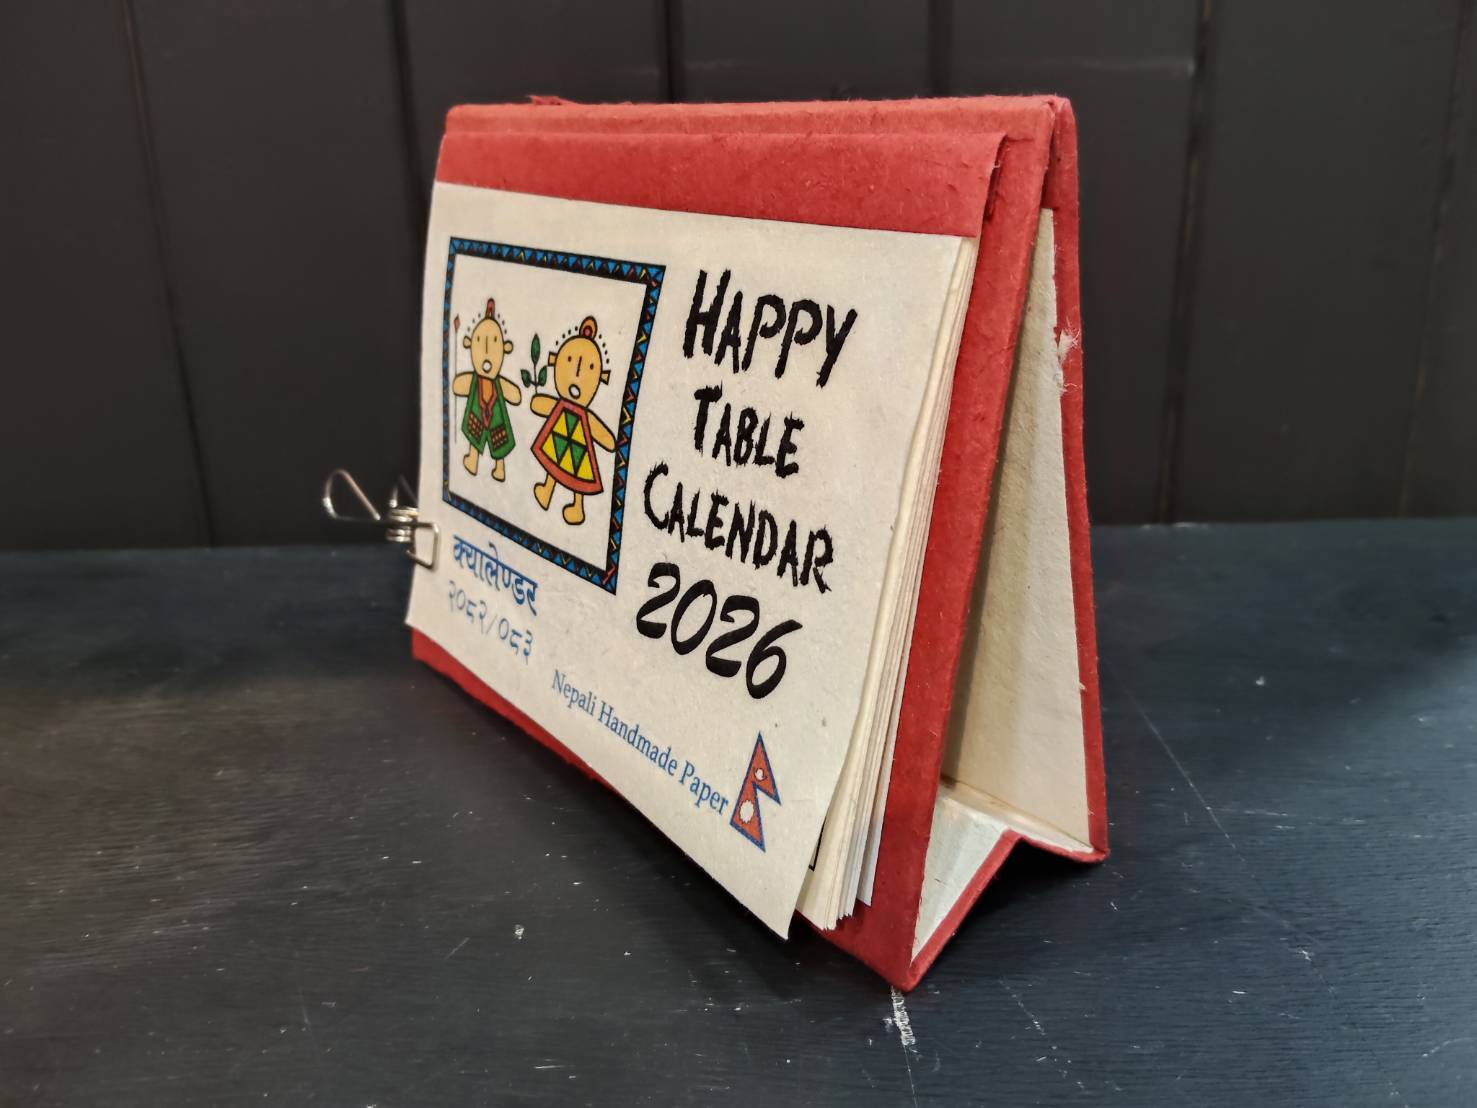 HAPPY
TABLE
CALENDAR
2026
क्यालेण्डर
२०८२/०८३
Nepali Handmade Paper